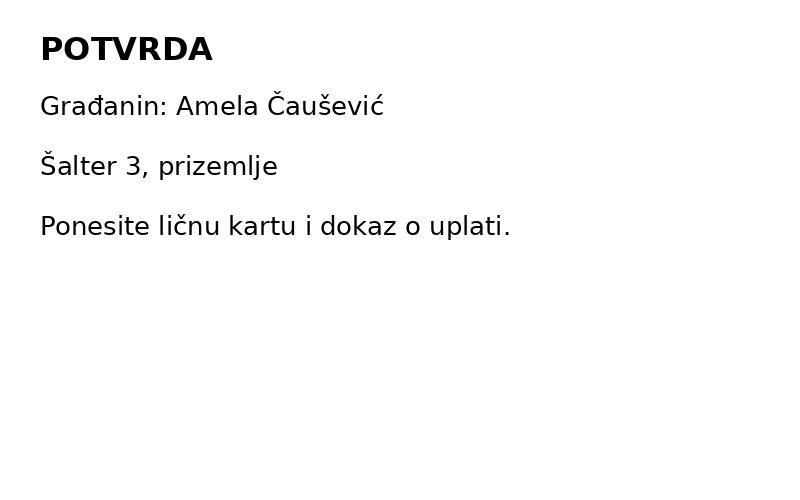 POTVRDA
Građanin: Amela Čaušević
Šalter 3, prizemlje
Ponesite ličnu kartu i dokaz o uplati.